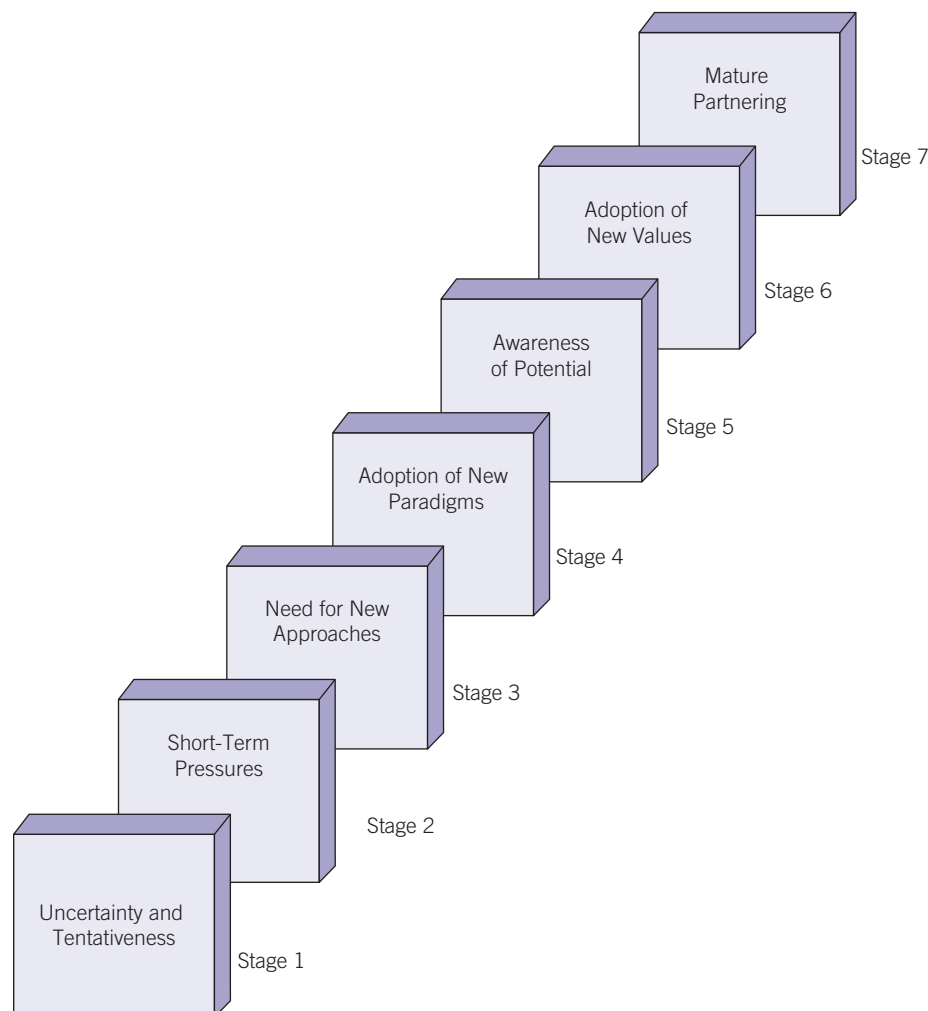 Mature
Partnering
Stage 7
Adoption of
New Values
Stage 6
Awareness
of Potential
Stage 5
Adoption of New
Paradigms
Stage 4
Need for New
Approaches
Stage 3
Short-Term
Pressures
Stage 2
Uncertainty and
Tentativeness
Stage 1